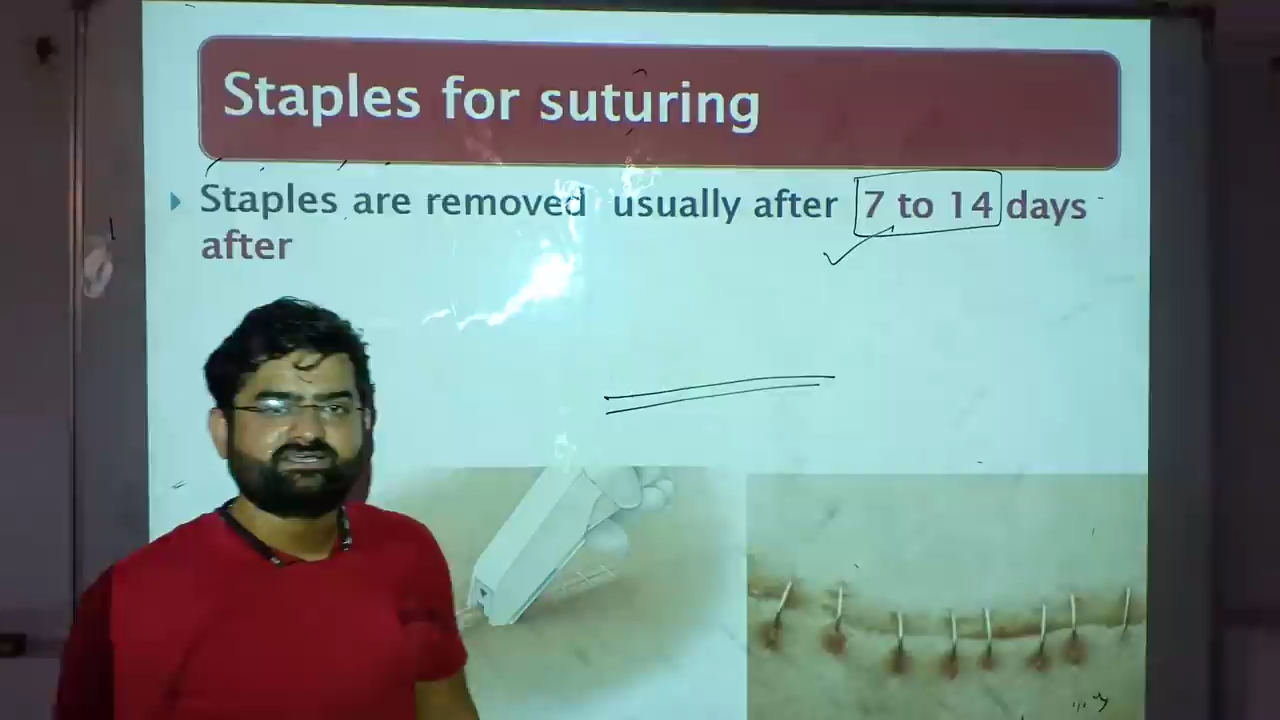 Staples for suturing
Staples are removed usually after 7 to 14 days
after